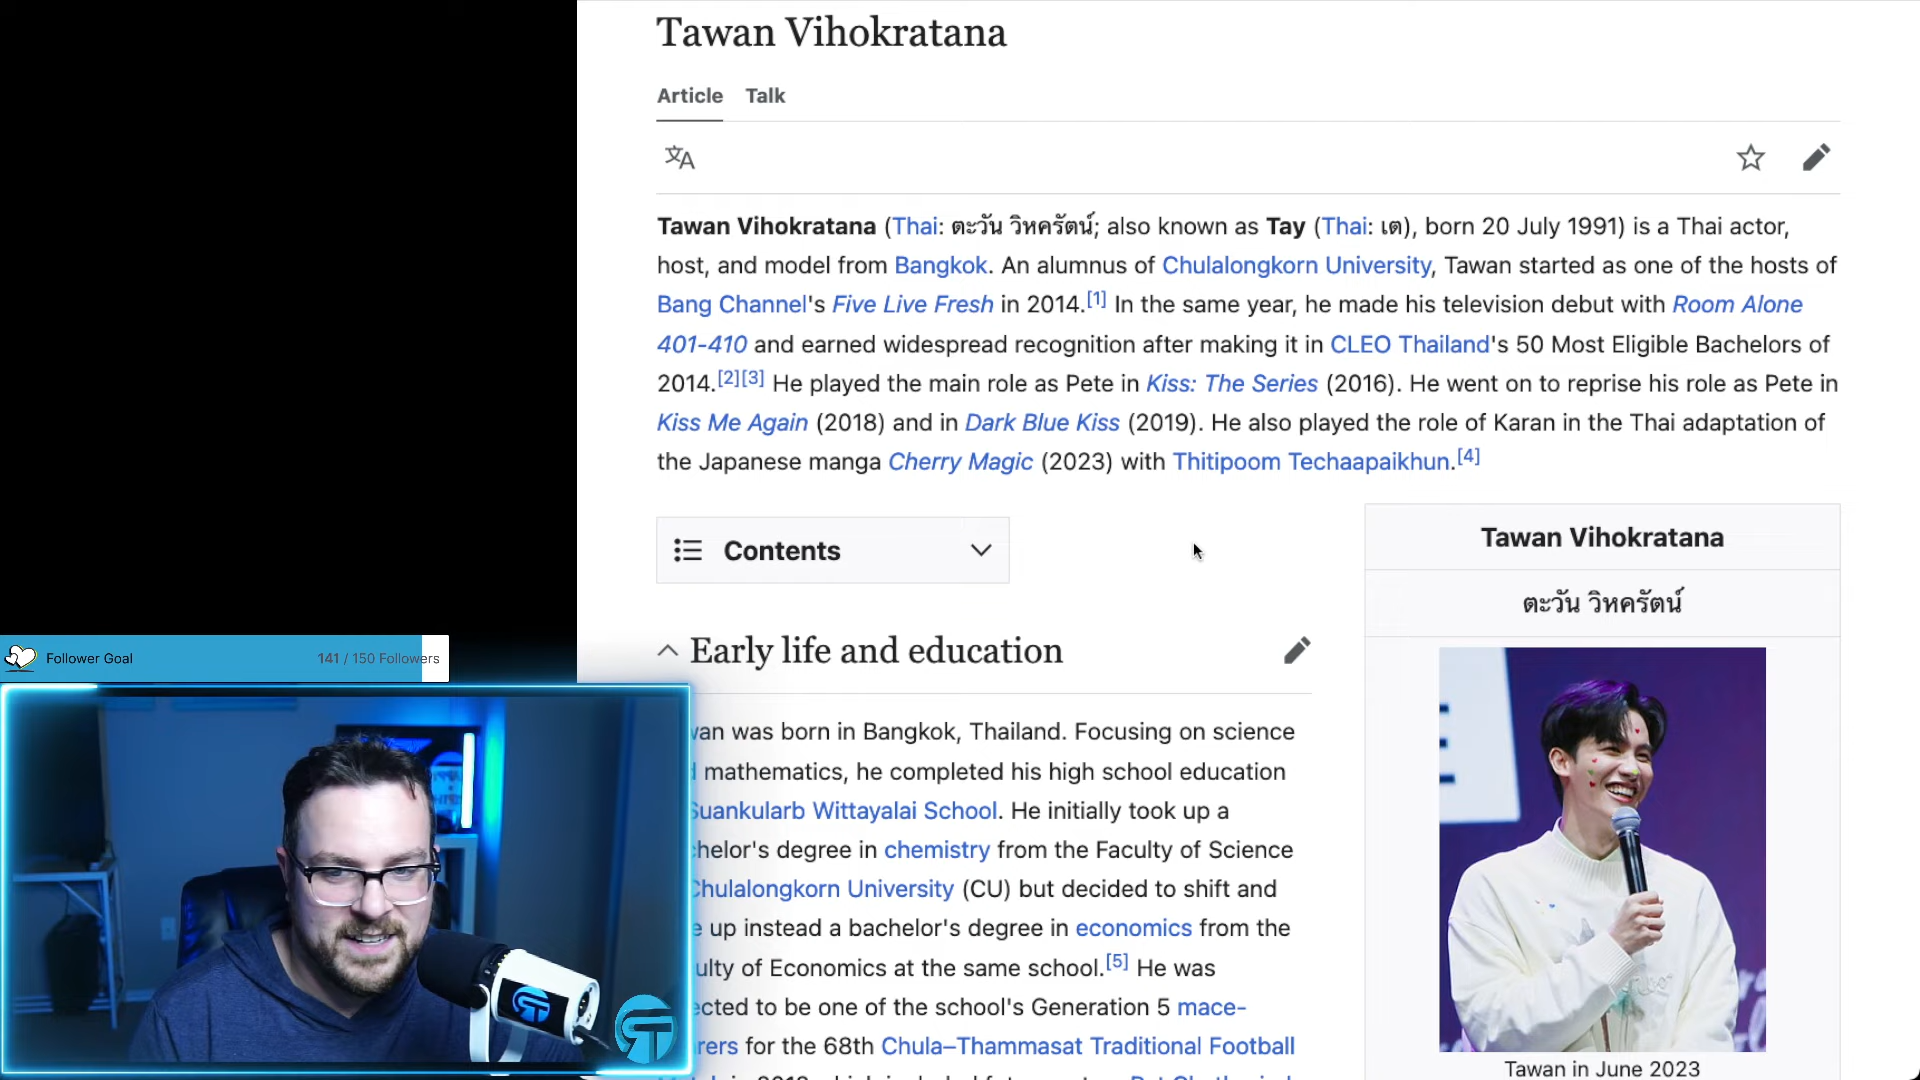 Tawan Vihokratana
Article Talk
Tawan Vihokratana (Thai: ตะวัน วิหครัตน์; also known as Tay (Thai: เต), born 20 July 1991) is a Thai actor,
host, and model from Bangkok. An alumnus of Chulalongkorn University, Tawan started as one of the hosts of
Bang Channel's Five Live Fresh in 2014.[1] In the same year, he made his television debut with Room Alone
401-410 and earned widespread recognition after making it in CLEO Thailand's 50 Most Eligible Bachelors of
2014.[2][3] He played the main role as Pete in Kiss: The Series (2016). He went on to reprise his role as Pete in
Kiss Me Again (2018) and in Dark Blue Kiss (2019). He also played the role of Karan in the Thai adaptation of
the Japanese manga Cherry Magic (2023) with Thitipoom Techaapaikhun.[4]
Contents
Early life and education
was born in Bangkok, Thailand. Focusing on science
mathematics, he completed his high school education
Suankularb Wittayalai School. He initially took up a
degree in chemistry from the Faculty of Science
Chulalongkorn University (CU) but decided to shift and
up instead a bachelor's degree in economics from the
of Economics at the same school.[5] He was
to be one of the school's Generation 5 mace-
for the 68th Chula–Thammasat Traditional Football
Tawan Vihokratana
ตะวัน วิหครัตน์
Tawan in June 2023
Follower Goal 141 / 150 Followers